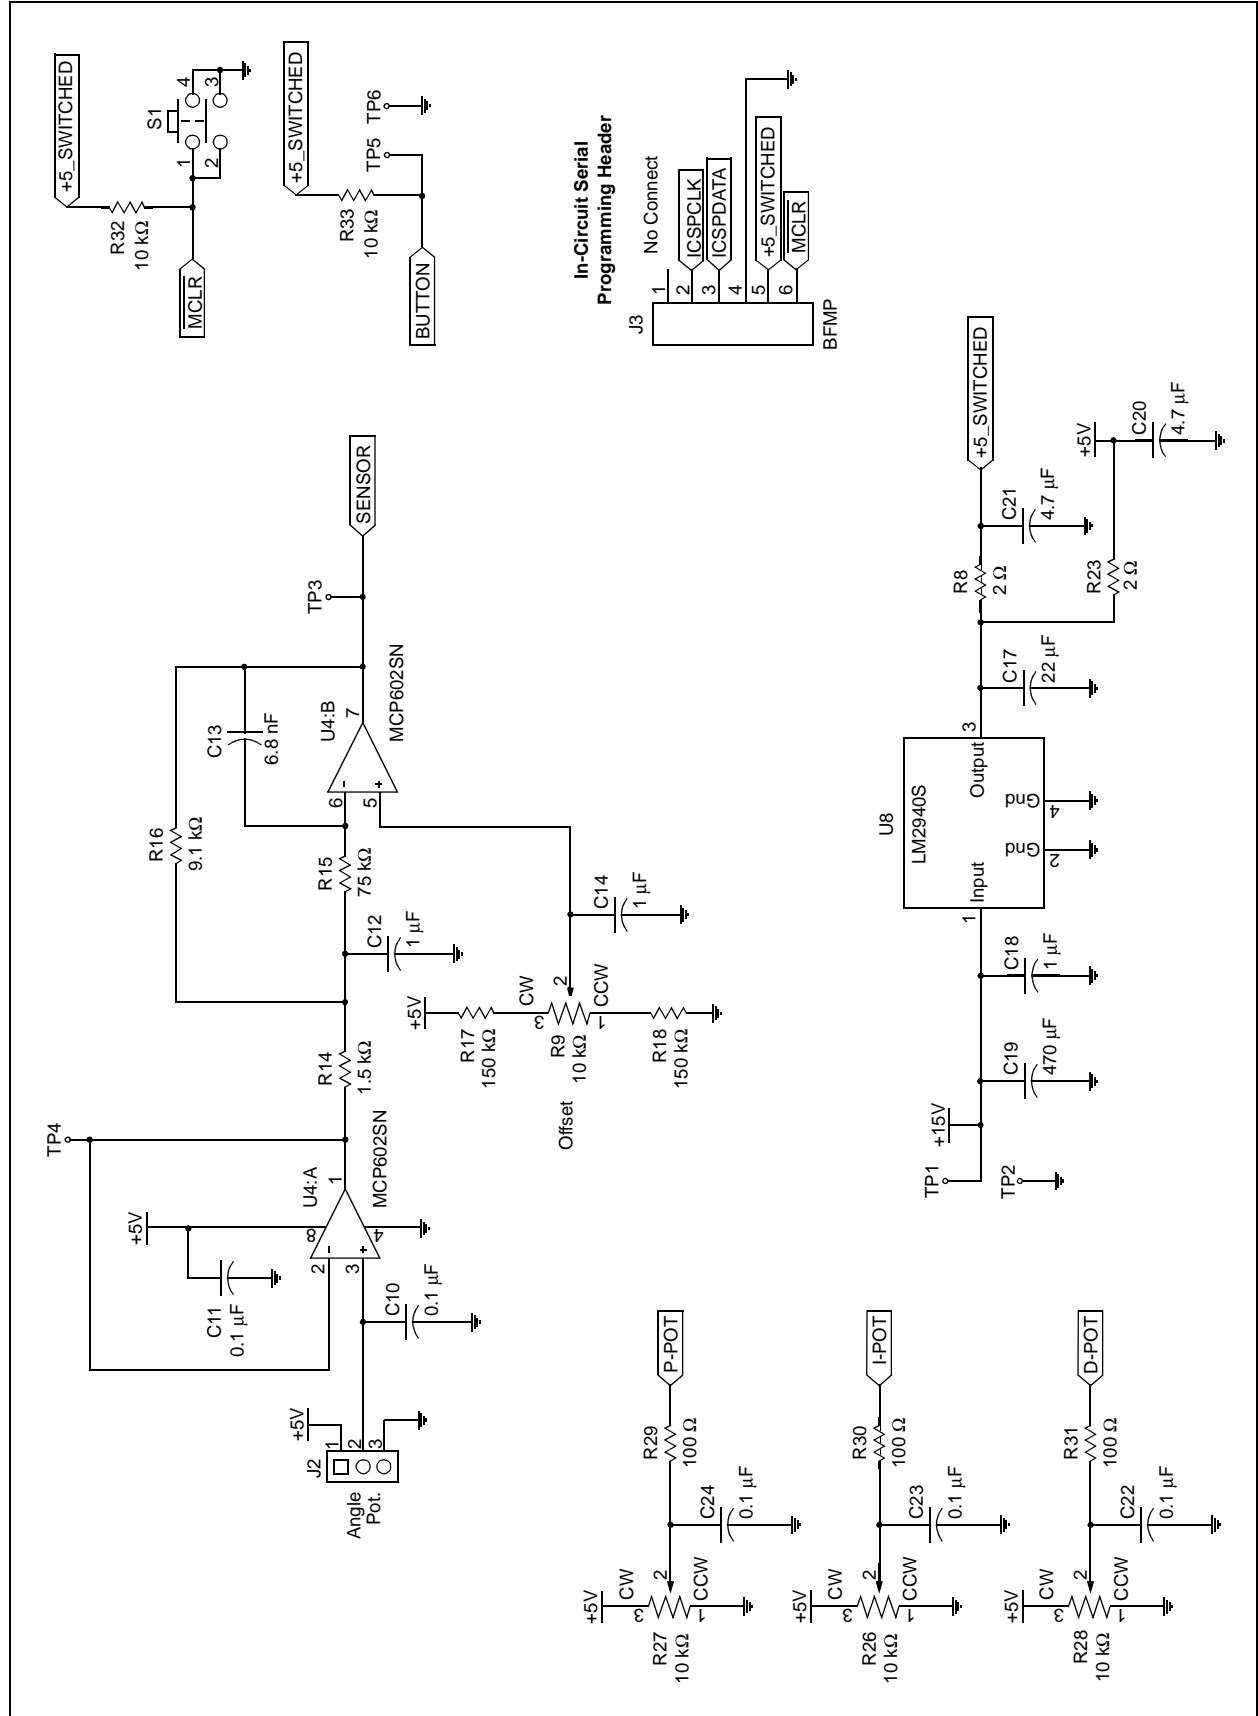 J2
Angle
Pot.
+5V
1
2
3
C11
0.1 µF
+5V
C10
0.1 µF
2
3
8
4
-
+
1
U4:A
MCP602SN
TP4
R14
1.5 kΩ
R16
9.1 kΩ
C12
1 µF
R15
75 kΩ
C13
6.8 nF
6
5
-
+
7
U4:B
MCP602SN
TP3
SENSOR
+5V
R17
150 kΩ
CW
3
R9
10 kΩ
2
Offset
1
CCW
R18
150 kΩ
C14
1 µF
+5_SWITCHED
R32
10 kΩ
MCLR
S1
1
2
4
3
+5_SWITCHED
R33
10 kΩ
BUTTON
TP5
TP6
In-Circuit Serial
Programming Header
J3
1
No Connect
2
ICSPCLK
3
ICSPDATA
4
5
+5_SWITCHED
6
MCLR
BFMP
+5V
CW
3
R27
10 kΩ
2
1
CCW
C24
0.1 µF
R29
100 Ω
P-POT
+5V
CW
3
R26
10 kΩ
2
1
CCW
C23
0.1 µF
R30
100 Ω
I-POT
+5V
CW
3
R28
10 kΩ
2
1
CCW
C22
0.1 µF
R31
100 Ω
D-POT
TP1
TP2
+15V
C19
470 µF
C18
1 µF
U8
LM2940S
1
Input
Output
3
Gnd
2
Gnd
4
C17
22 µF
R8
2 Ω
C21
4.7 µF
+5_SWITCHED
R23
2 Ω
+5V
C20
4.7 µF